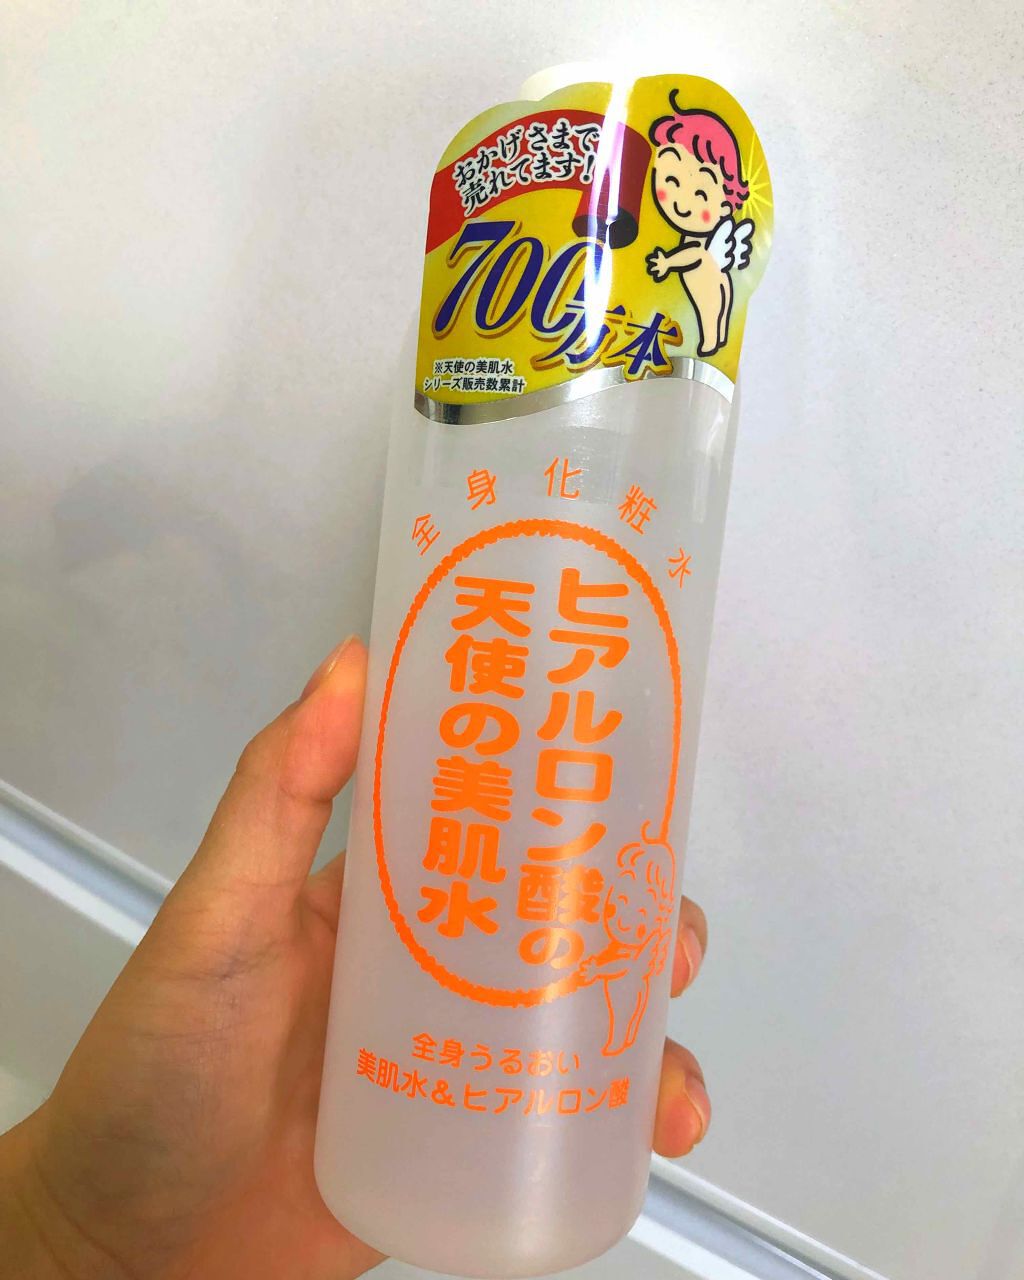 おかげさまで
売れてます!
700万本
※天使の美肌水
シリーズ販売数累計
全身化粧水
ヒアルロン酸の
天使の美肌水
全身うるおい
美肌水&ヒアルロン酸